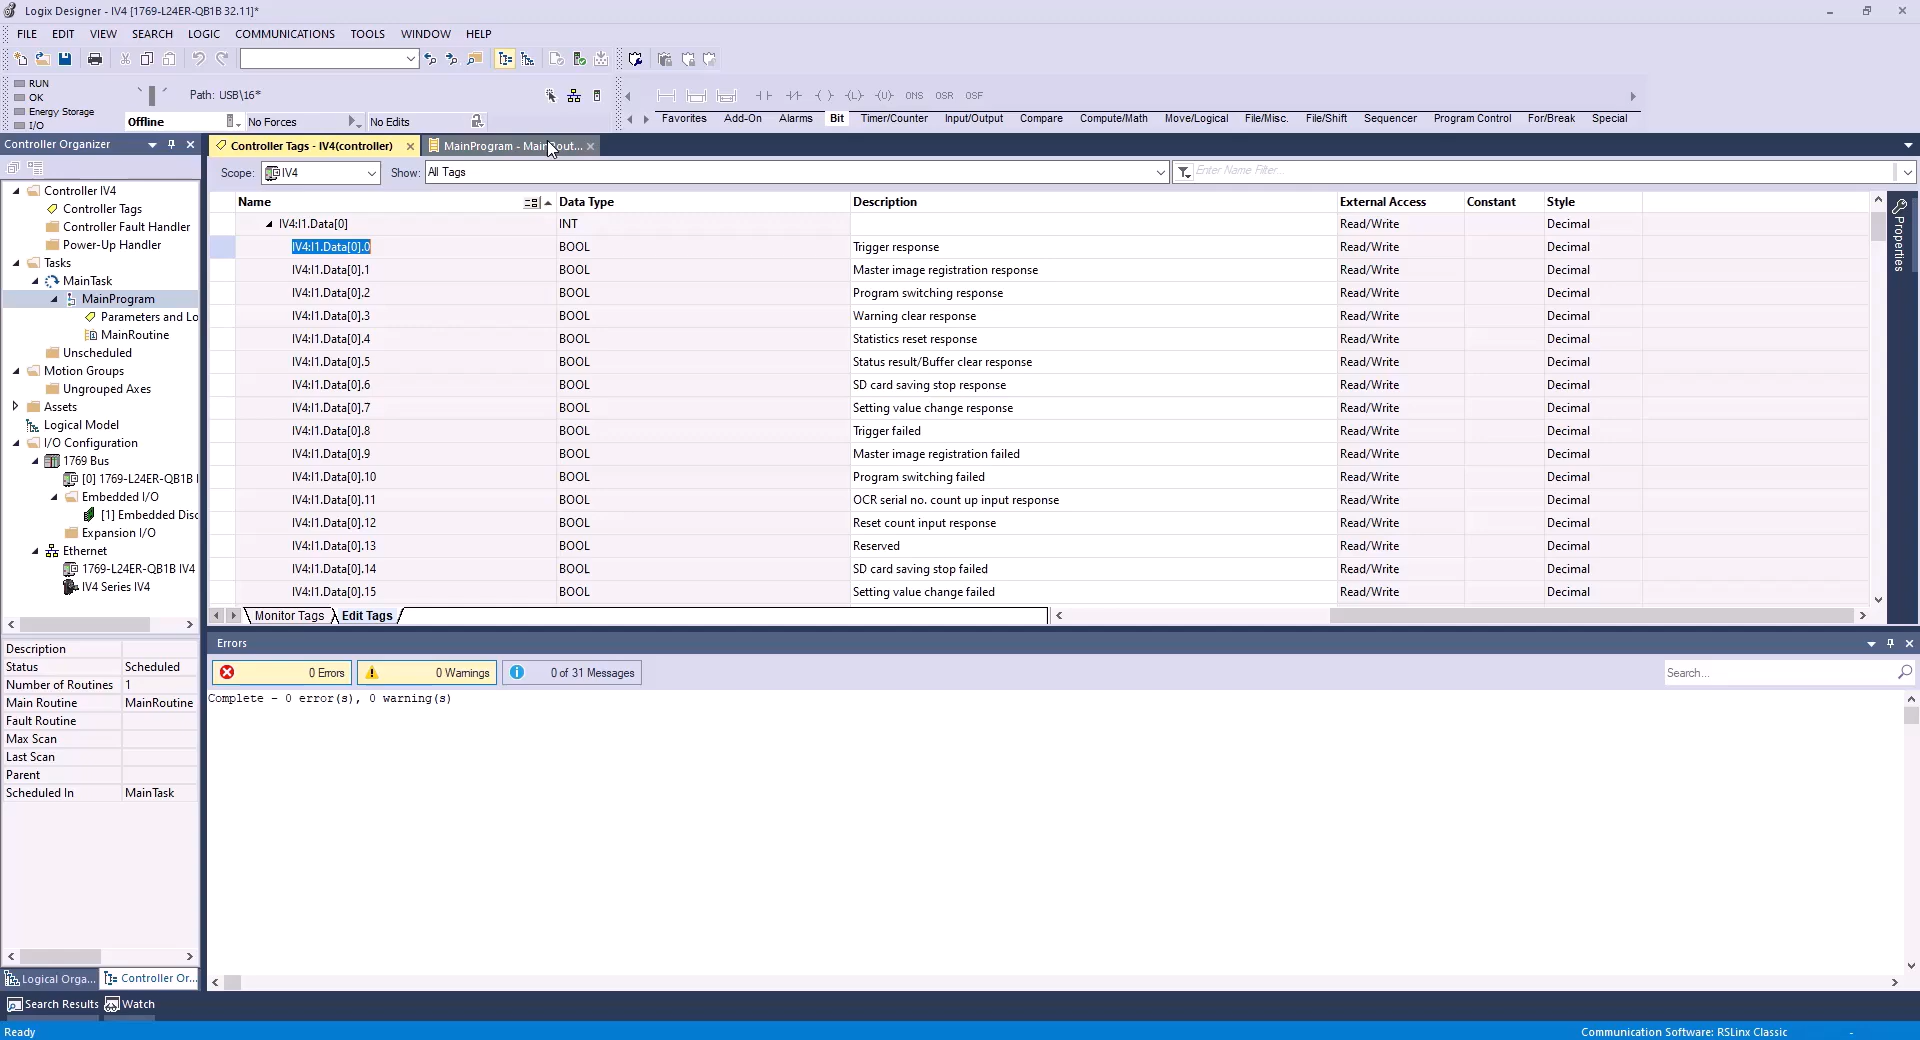 Logix Designer - IV4 [1769-L24ER-QB1B 32.11]*
FILE EDIT VIEW SEARCH LOGIC COMMUNICATIONS TOOLS WINDOW HELP
RUN
OK
Energy Storage
I/O
Path: USB\16*
Offline No Forces No Edits
ONS OSR OSF
Favorites Add-On Alarms Bit Timer/Counter Input/Output Compare Compute/Math Move/Logical File/Misc. File/Shift Sequencer Program Control For/Break Special
Controller Organizer
Controller IV4
Controller Tags
Controller Fault Handler
Power-Up Handler
Tasks
MainTask
MainProgram
Parameters and Lo
MainRoutine
Unscheduled
Motion Groups
Ungrouped Axes
Assets
Logical Model
I/O Configuration
1769 Bus
[0] 1769-L24ER-QB1B I
Embedded I/O
[1] Embedded Disc
Expansion I/O
Ethernet
1769-L24ER-QB1B IV4
IV4 Series IV4
Description
Status Scheduled
Number of Routines 1
Main Routine MainRoutine
Fault Routine
Max Scan
Last Scan
Parent
Scheduled In MainTask
Logical Orga... Controller Or...
Controller Tags - IV4(controller) MainProgram - MainRout...
Scope: IV4 Show: All Tags Enter Name Filter...
Name Data Type Description External Access Constant Style
IV4:I1.Data[0] INT Read/Write Decimal
IV4:I1.Data[0].0 BOOL Trigger response Read/Write Decimal
IV4:I1.Data[0].1 BOOL Master image registration response Read/Write Decimal
IV4:I1.Data[0].2 BOOL Program switching response Read/Write Decimal
IV4:I1.Data[0].3 BOOL Warning clear response Read/Write Decimal
IV4:I1.Data[0].4 BOOL Statistics reset response Read/Write Decimal
IV4:I1.Data[0].5 BOOL Status result/Buffer clear response Read/Write Decimal
IV4:I1.Data[0].6 BOOL SD card saving stop response Read/Write Decimal
IV4:I1.Data[0].7 BOOL Setting value change response Read/Write Decimal
IV4:I1.Data[0].8 BOOL Trigger failed Read/Write Decimal
IV4:I1.Data[0].9 BOOL Master image registration failed Read/Write Decimal
IV4:I1.Data[0].10 BOOL Program switching failed Read/Write Decimal
IV4:I1.Data[0].11 BOOL OCR serial no. count up input response Read/Write Decimal
IV4:I1.Data[0].12 BOOL Reset count input response Read/Write Decimal
IV4:I1.Data[0].13 BOOL Reserved Read/Write Decimal
IV4:I1.Data[0].14 BOOL SD card saving stop failed Read/Write Decimal
IV4:I1.Data[0].15 BOOL Setting value change failed Read/Write Decimal
Monitor Tags Edit Tags
Properties
Errors
0 Errors 0 Warnings 0 of 31 Messages Search...
Complete - 0 error(s), 0 warning(s)
Search Results Watch
Ready Communication Software: RSLinx Classic